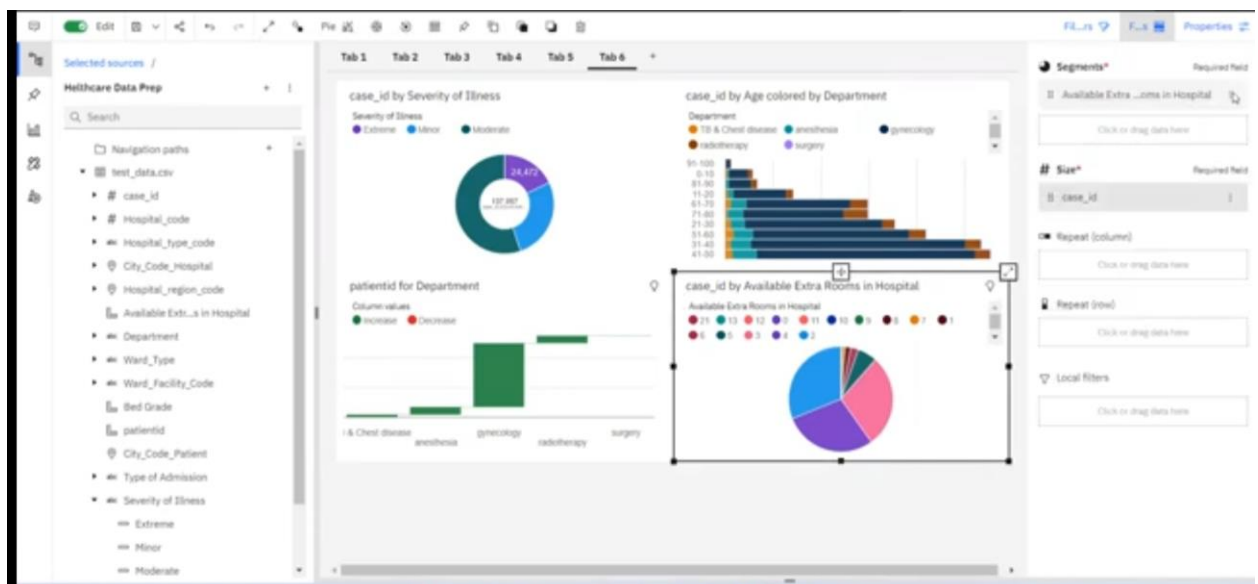 Edit
Pie
Fil...rs
F...s
Properties
Selected sources /
Helthcare Data Prep
Search
Navigation paths
test_data.csv
# case_id
# Hospital_code
abc Hospital_type_code
City_Code_Hospital
Hospital_region_code
Available Extr...s in Hospital
abc Department
abc Ward_Type
abc Ward_Facility_Code
Bed Grade
patientid
City_Code_Patient
abc Type of Admission
abc Severity of Illness
Extreme
Minor
Moderate
Tab 1 Tab 2 Tab 3 Tab 4 Tab 5 Tab 6 +
case_id by Severity of Illness
Severity of Illness
Extreme Minor Moderate
24,472
case_id by Age colored by Department
Department
TB & Chest disease anesthesia gynecology
radiotherapy surgery
91-100
0-10
81-90
11-20
61-70
71-80
21-30
51-60
31-40
41-50
patientid for Department
Column values
Increase Decrease
& Chest disease
anesthesia
gynecology
radiotherapy
surgery
case_id by Available Extra Rooms in Hospital
Available Extra Rooms in Hospital
21 13 12 0 11 10 9 8 7 1
6 5 3 4 2
Segments* Required field
Available Extra ...oms in Hospital
Click or drag data here
# Size* Required field
case_id
Repeat (column)
Click or drag data here
Repeat (row)
Click or drag data here
Local filters
Click or drag data here